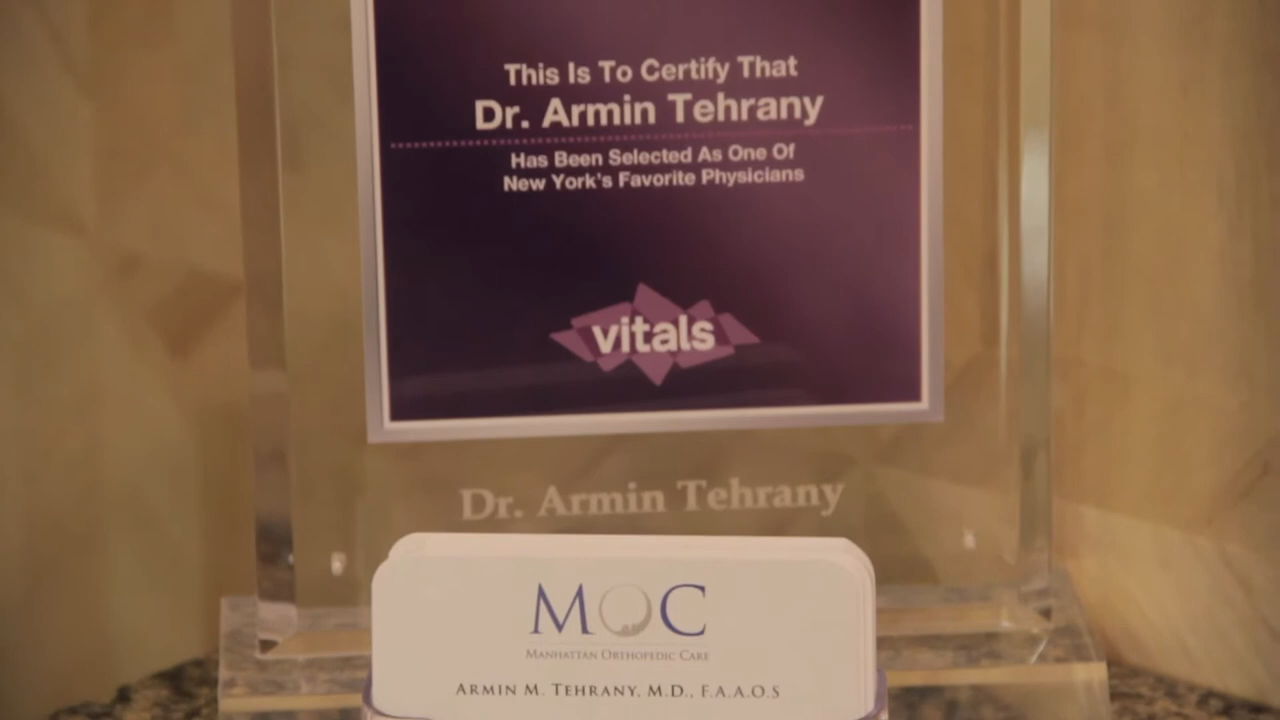 This Is To Certify That
Dr. Armin Tehrany
Has Been Selected As One Of
New York's Favorite Physicians
vitals
Dr. Armin Tehrany
MOC
MANHATTAN ORTHOPEDIC CARE
ARMIN M. TEHRANY, M.D., F.A.A.O.S